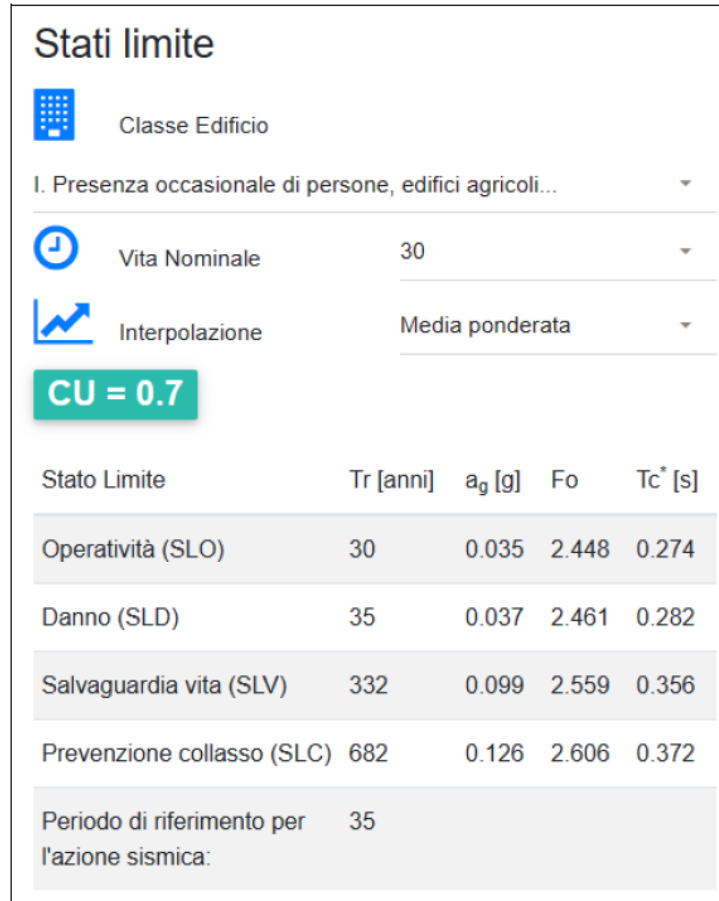 Stati limite
Classe Edificio
I. Presenza occasionale di persone, edifici agricoli...
Vita Nominale 30
Interpolazione Media ponderata
CU = 0.7
Stato Limite Tr [anni] ag [g] Fo Tc* [s]
Operatività (SLO) 30 0.035 2.448 0.274
Danno (SLD) 35 0.037 2.461 0.282
Salvaguardia vita (SLV) 332 0.099 2.559 0.356
Prevenzione collasso (SLC) 682 0.126 2.606 0.372
Periodo di riferimento per 35
l'azione sismica: